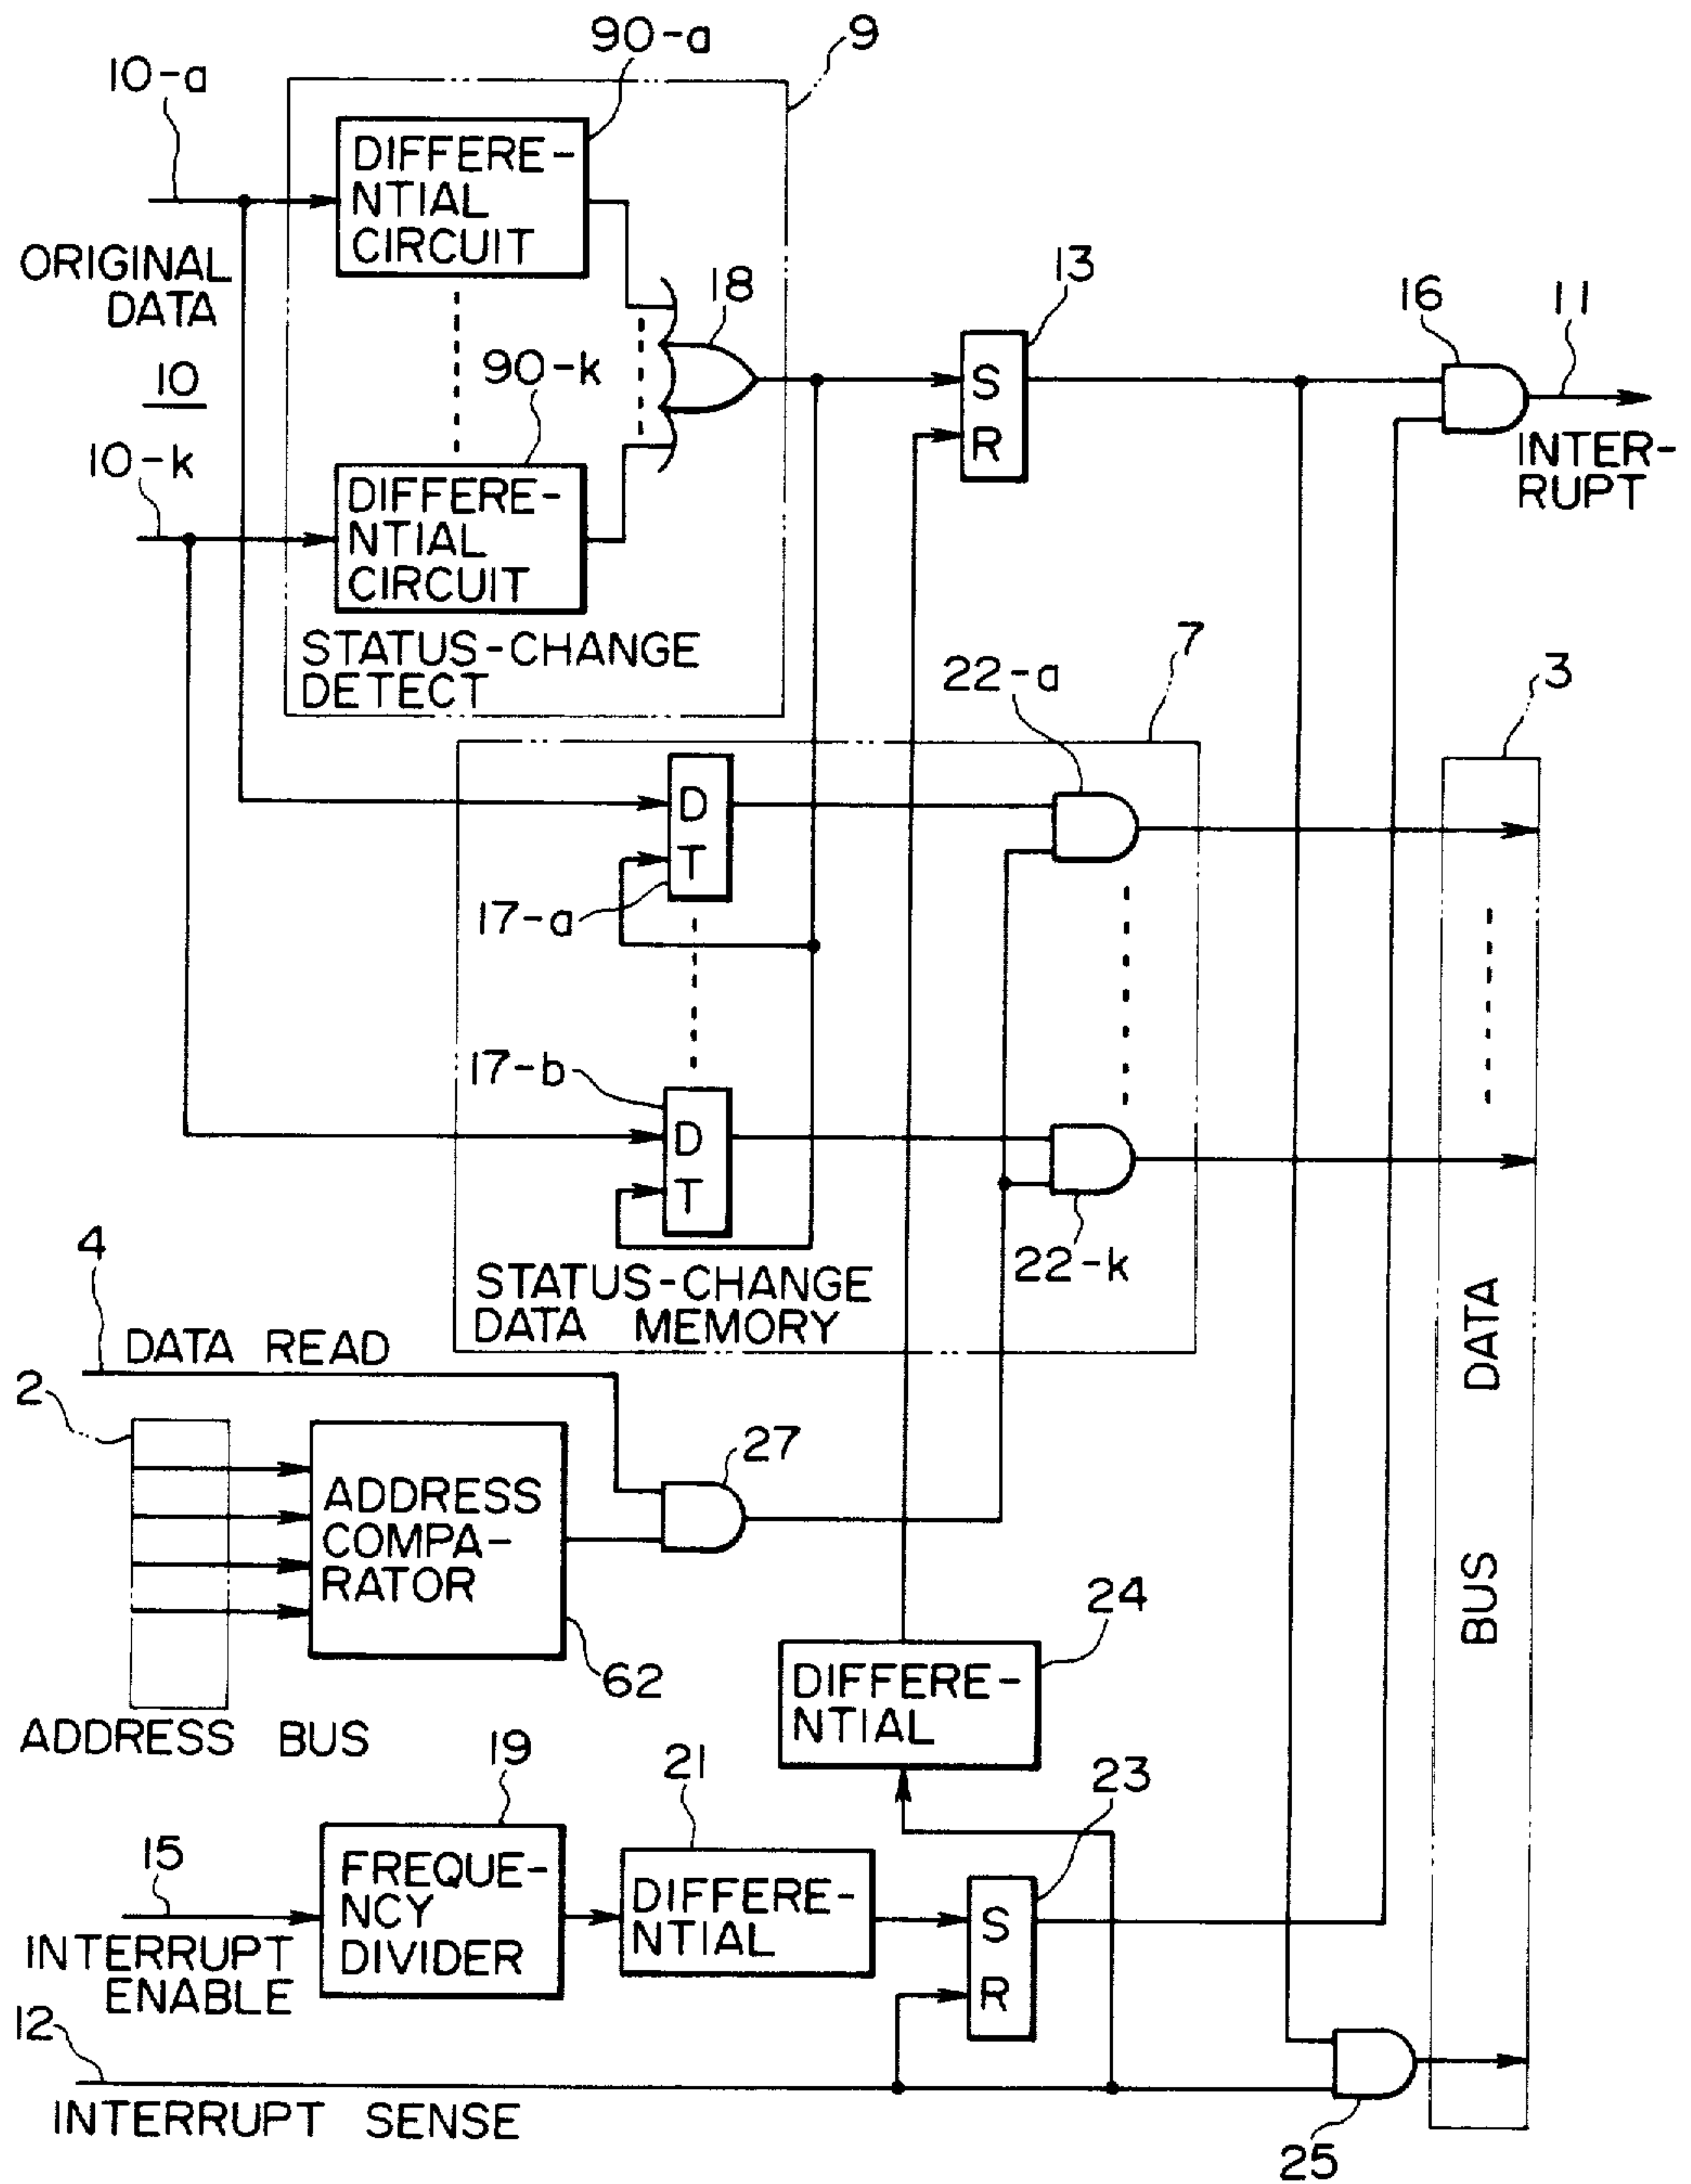 90-a
9
10-a
DIFFERE-
NTIAL
CIRCUIT
ORIGINAL
DATA
18
13
16
11
10
90-k
S
R
INTER-
RUPT
10-k
DIFFERE-
NTIAL
CIRCUIT
STATUS-CHANGE
DETECT
7
22-a
3
D
T
17-a
17-b
D
T
22-k
4
STATUS-CHANGE
DATA MEMORY
DATA READ
2
27
ADDRESS
COMPA-
RATOR
DATA BUS
24
62
DIFFERE-
NTIAL
ADDRESS BUS
19
21
23
15
FREQUE-
NCY
DIVIDER
DIFFERE-
NTIAL
S
R
INTERRUPT
ENABLE
12
INTERRUPT SENSE
25